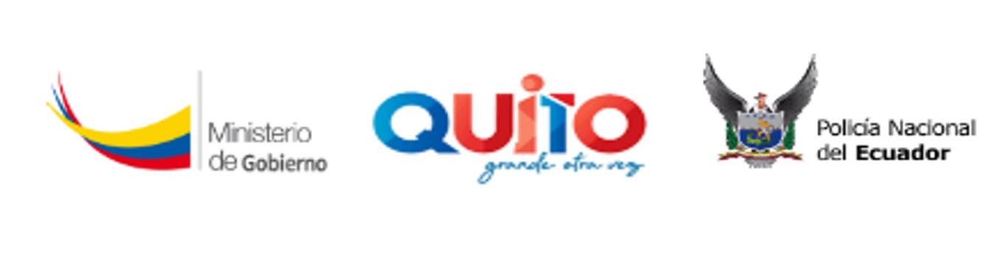 Ministerio
de Gobierno
QUiTO
grande otra vez
Policía Nacional
del Ecuador